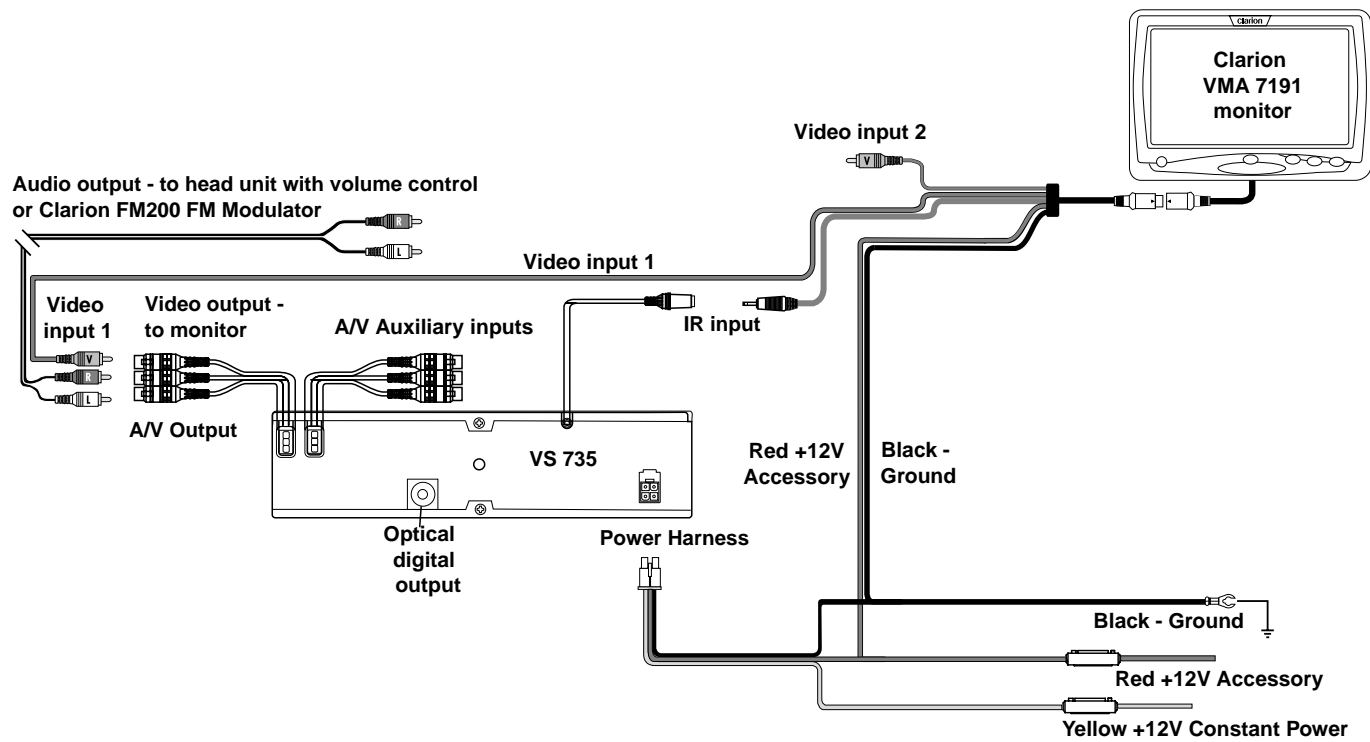 clarion
Clarion
VMA 7191
monitor
Video input 2
V
Audio output - to head unit with volume control
or Clarion FM200 FM Modulator
R
L
Video input 1
Video
input 1
Video output -
to monitor
A/V Auxiliary inputs
IR input
V
R
L
A/V Output
VS 735
Red +12V
Accessory
Black -
Ground
Optical
digital
output
Power Harness
Black - Ground
Red +12V Accessory
Yellow +12V Constant Power